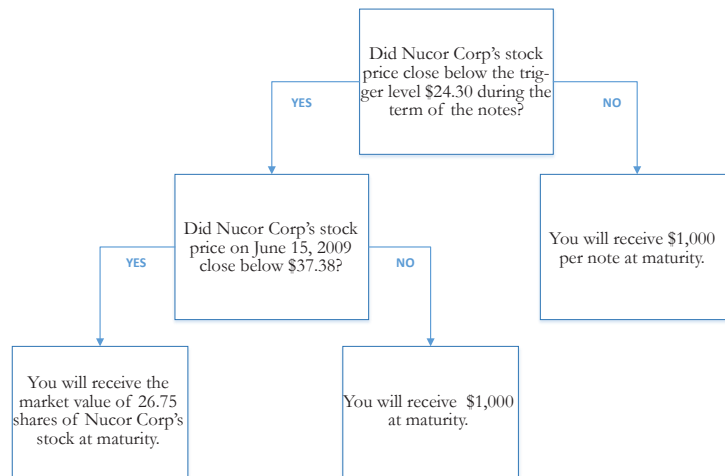 Did Nucor Corp's stock
price close below the trig-
ger level $24.30 during the
term of the notes?
YES
NO
Did Nucor Corp's stock
price on June 15, 2009
close below $37.38?
You will receive $1,000
per note at maturity.
YES
NO
You will receive the
market value of 26.75
shares of Nucor Corp's
stock at maturity.
You will receive $1,000
at maturity.